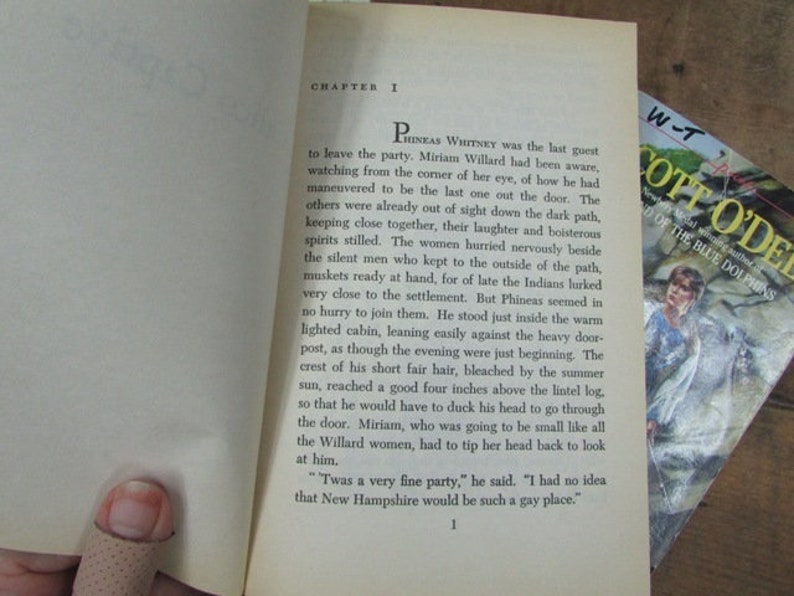 CHAPTER I
PHINEAS WHITNEY was the last guest
to leave the party. Miriam Willard had been aware,
watching from the corner of her eye, of how he had
maneuvered to be the last one out the door. The
others were already out of sight down the dark path,
keeping close together, their laughter and boisterous
spirits stilled. The women hurried nervously beside
the silent men who kept to the outside of the path,
muskets ready at hand, for of late the Indians lurked
very close to the settlement. But Phineas seemed in
no hurry to join them. He stood just inside the warm
lighted cabin, leaning easily against the heavy door-
post, as though the evening were just beginning. The
crest of his short fair hair, bleached by the summer
sun, reached a good four inches above the lintel log,
so that he would have to duck his head to go through
the door. Miriam, who was going to be small like all
the Willard women, had to tip her head back to look
at him.
" 'Twas a very fine party," he said. "I had no idea
that New Hampshire would be such a gay place."
1
W-T
COTT O'DEL
winning author of
D OF THE BLUE DOLPHINS
Captive